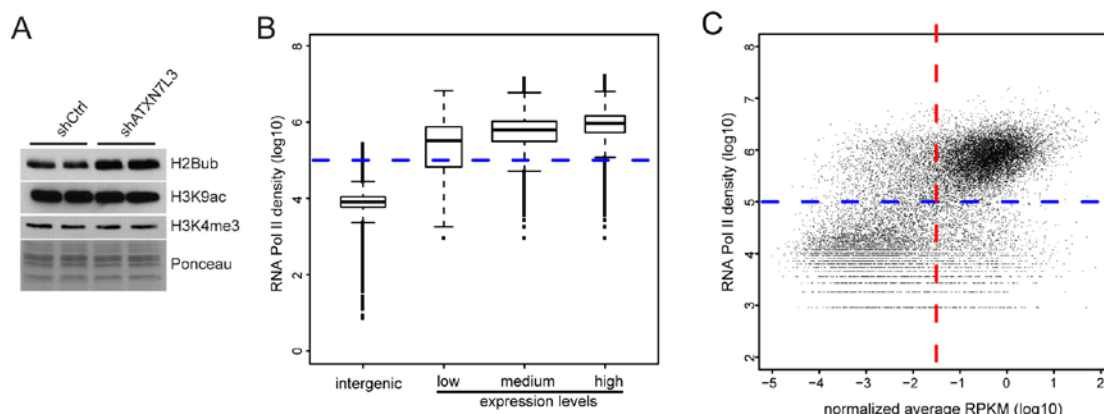 A
shCtrl
shATXN7L3
H2Bub
H3K9ac
H3K4me3
Ponceau
B
RNA Pol II density (log10)
8
6
4
2
0
intergenic
low
medium
high
expression levels
C
RNA Pol II density (log10)
8
7
6
5
4
3
2
-5
-4
-3
-2
-1
0
1
2
normalized average RPKM (log10)